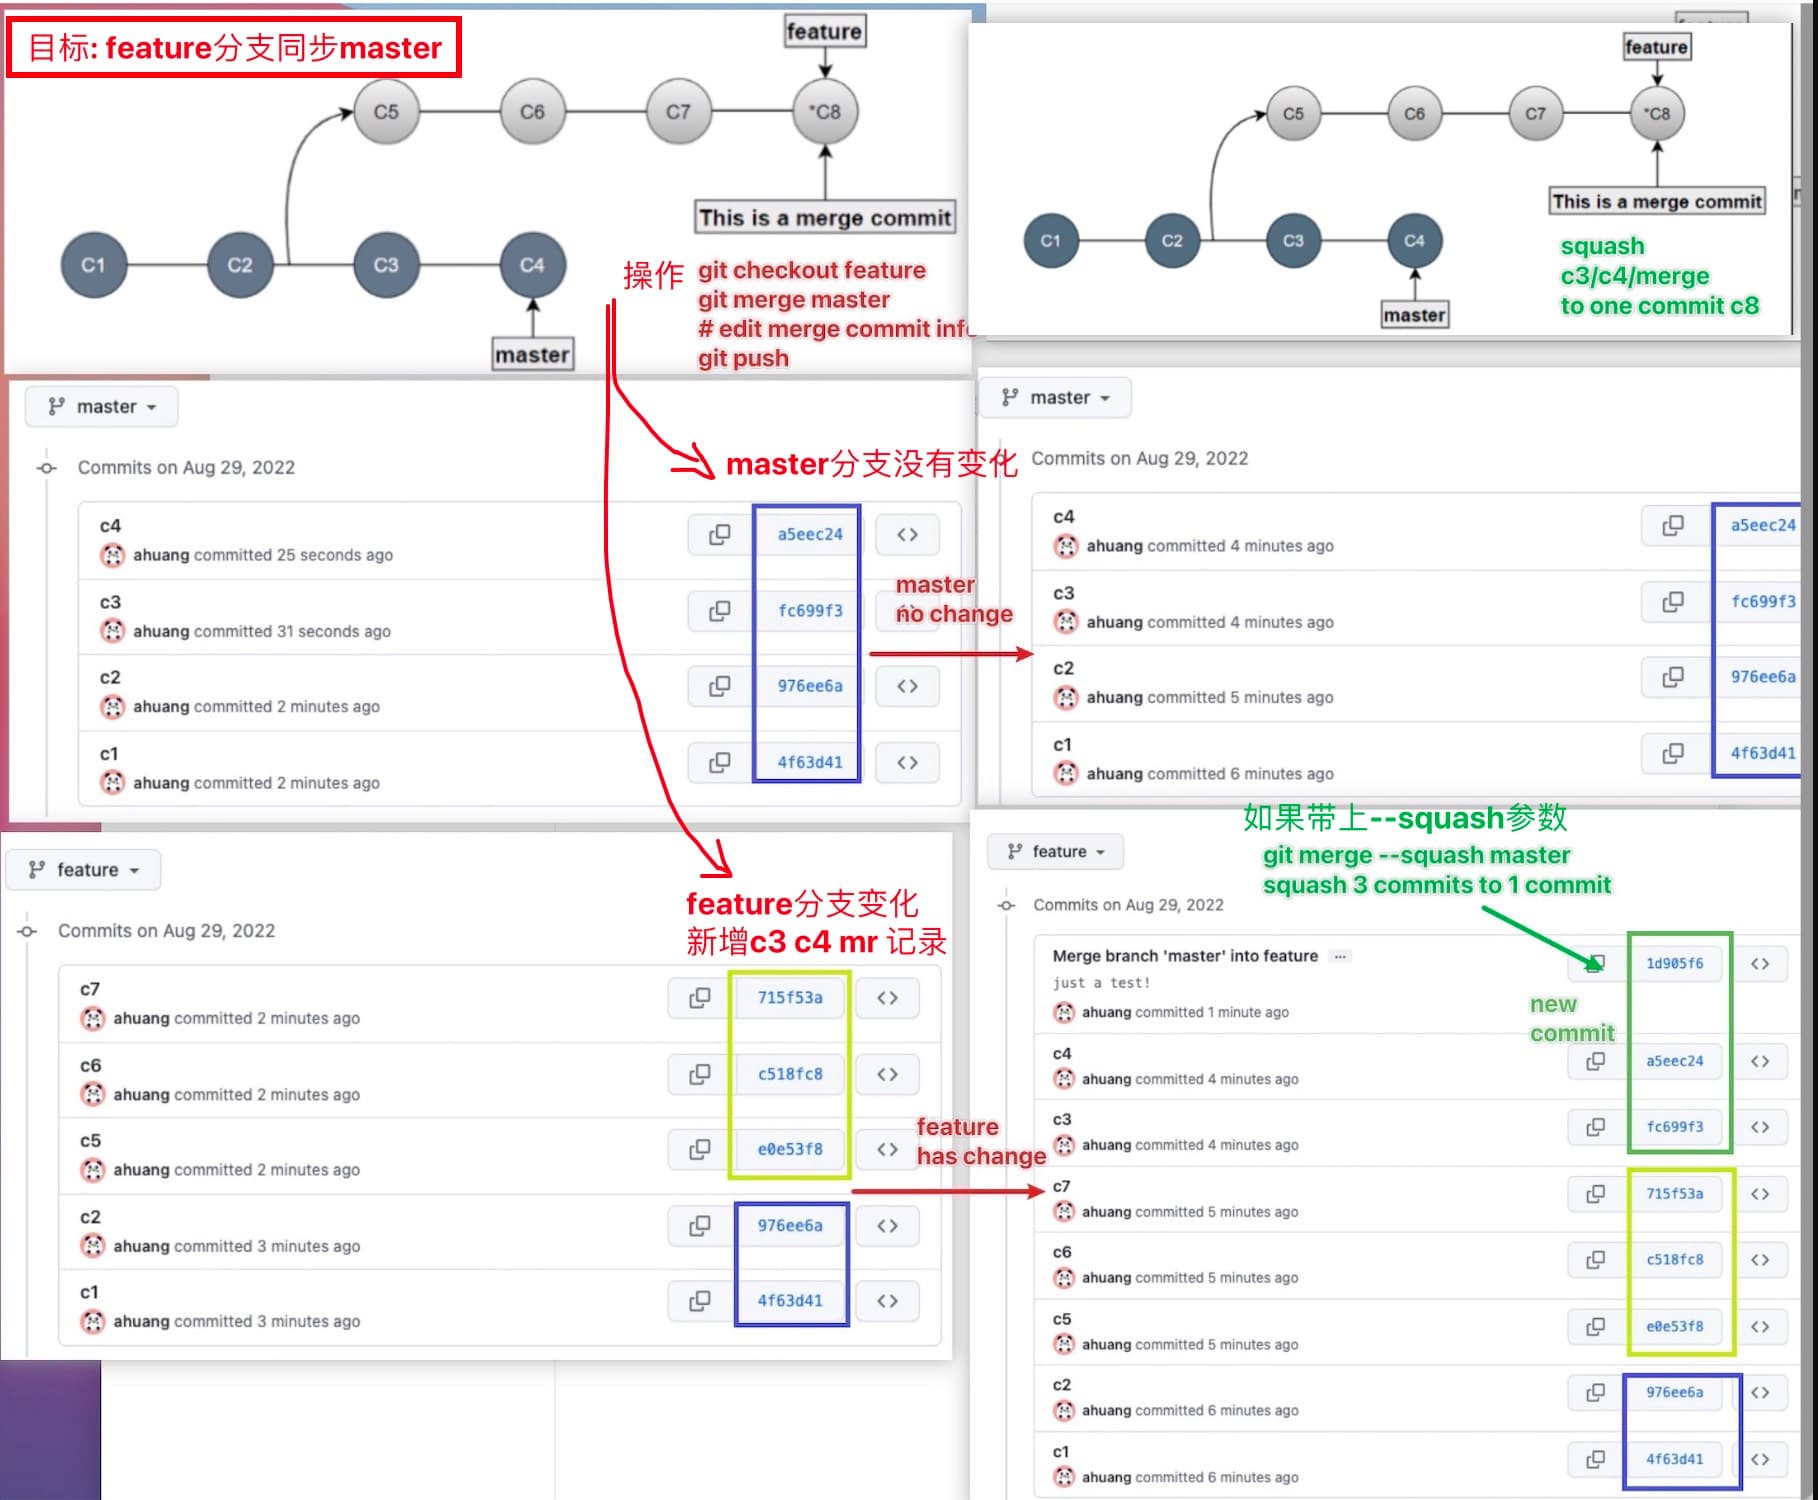 目标: feature分支同步master
feature
C5
C6
C7
*C8
This is a merge commit
C1
C2
C3
C4
master
操作
git checkout feature
git merge master
# edit merge commit info
git push
feature
C5
C6
C7
*C8
This is a merge commit
C1
C2
C3
C4
master
squash
c3/c4/merge
to one commit c8
master
Commits on Aug 29, 2022
master分支没有变化
c4
ahuang committed 25 seconds ago
a5eec24
c3
ahuang committed 31 seconds ago
fc699f3
c2
ahuang committed 2 minutes ago
976ee6a
c1
ahuang committed 2 minutes ago
4f63d41
master
no change
master
Commits on Aug 29, 2022
c4
ahuang committed 4 minutes ago
a5eec24
c3
ahuang committed 4 minutes ago
fc699f3
c2
ahuang committed 5 minutes ago
976ee6a
c1
ahuang committed 6 minutes ago
4f63d41
feature
Commits on Aug 29, 2022
feature分支变化
新增c3 c4 mr 记录
c7
ahuang committed 2 minutes ago
715f53a
c6
ahuang committed 2 minutes ago
c518fc8
c5
ahuang committed 2 minutes ago
e0e53f8
c2
ahuang committed 3 minutes ago
976ee6a
c1
ahuang committed 3 minutes ago
4f63d41
feature
has change
如果带上--squash参数
git merge --squash master
squash 3 commits to 1 commit
feature
Commits on Aug 29, 2022
Merge branch 'master' into feature ...
just a test!
ahuang committed 1 minute ago
1d905f6
new
commit
c4
ahuang committed 4 minutes ago
a5eec24
c3
ahuang committed 4 minutes ago
fc699f3
c7
ahuang committed 5 minutes ago
715f53a
c6
ahuang committed 5 minutes ago
c518fc8
c5
ahuang committed 5 minutes ago
e0e53f8
c2
ahuang committed 6 minutes ago
976ee6a
c1
ahuang committed 6 minutes ago
4f63d41